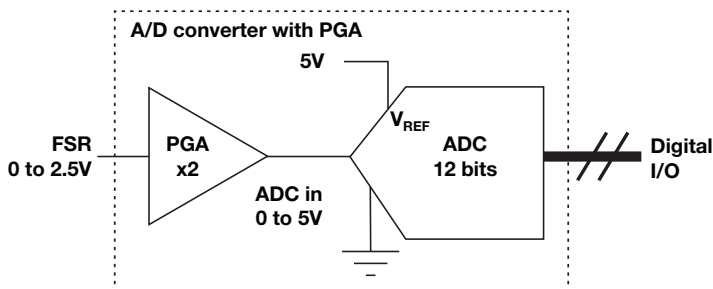 A/D converter with PGA
5V
VREF
FSR
0 to 2.5V
PGA
x2
ADC in
0 to 5V
ADC
12 bits
Digital
I/O